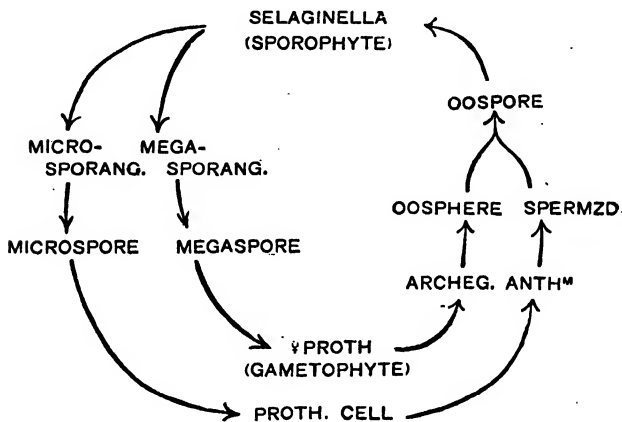 SELAGINELLA
(SPOROPHYTE)
OOSPORE
MICRO-
SPORANG.
MEGA-
SPORANG.
OOSPHERE
SPERMZD.
MICROSPORE
MEGASPORE
ARCHEG.
ANTHᴹ
♀PROTH
(GAMETOPHYTE)
PROTH. CELL